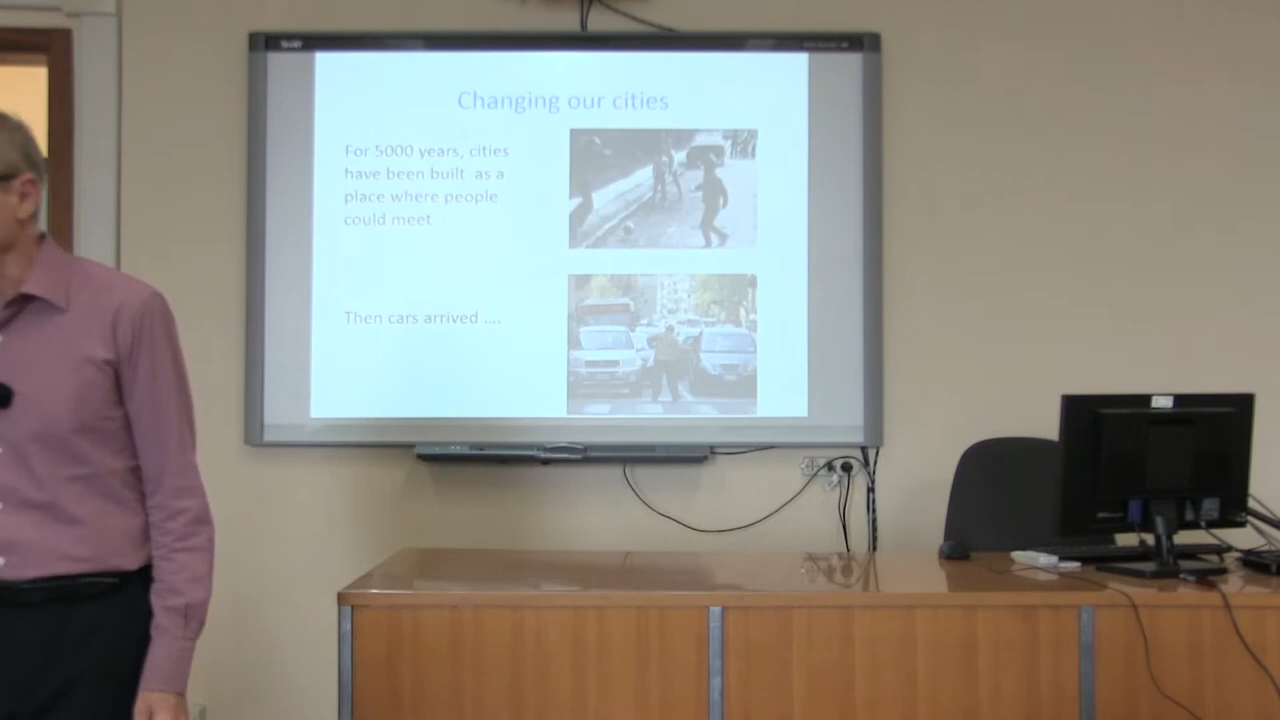 Changing our cities
For 5000 years, cities
have been built as a
place where people
could meet
Then cars arrived ....